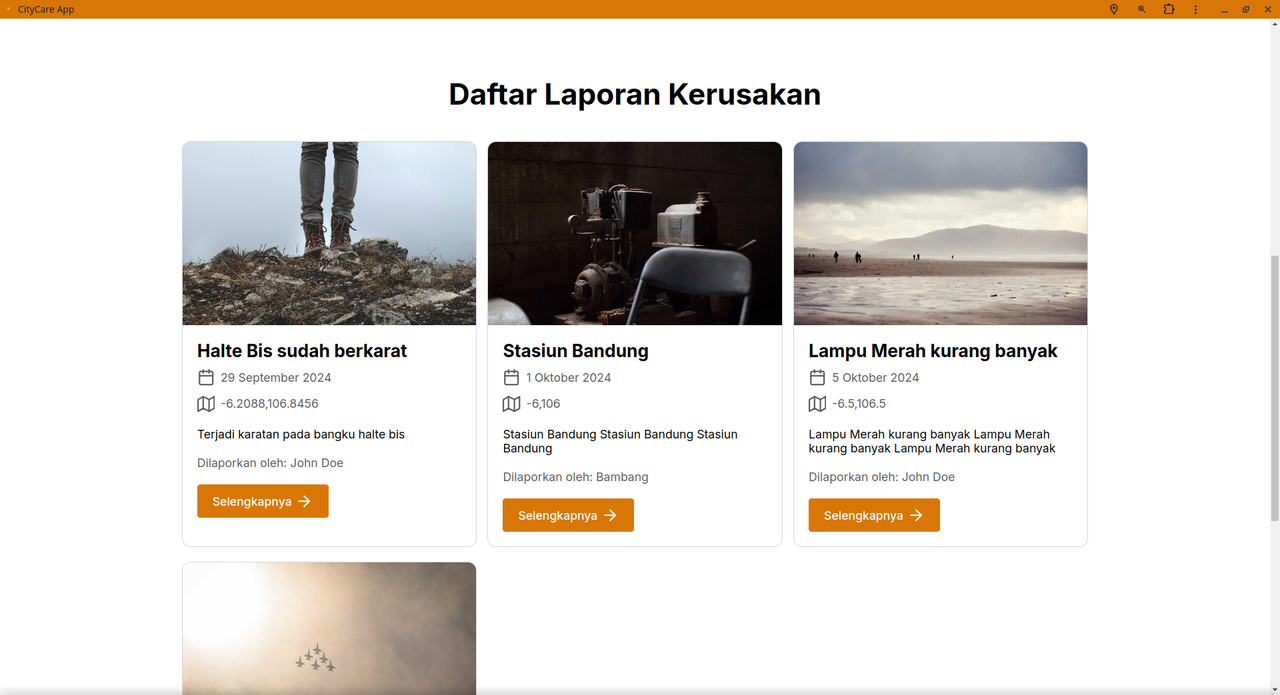 CityCare App
Daftar Laporan Kerusakan
Halte Bis sudah berkarat
29 September 2024
-6.2088,106.8456
Terjadi karatan pada bangku halte bis
Dilaporkan oleh: John Doe
Selengkapnya
Stasiun Bandung
1 Oktober 2024
-6,106
Stasiun Bandung Stasiun Bandung Stasiun
Bandung
Dilaporkan oleh: Bambang
Selengkapnya
Lampu Merah kurang banyak
5 Oktober 2024
-6.5,106.5
Lampu Merah kurang banyak Lampu Merah
kurang banyak Lampu Merah kurang banyak
Dilaporkan oleh: John Doe
Selengkapnya